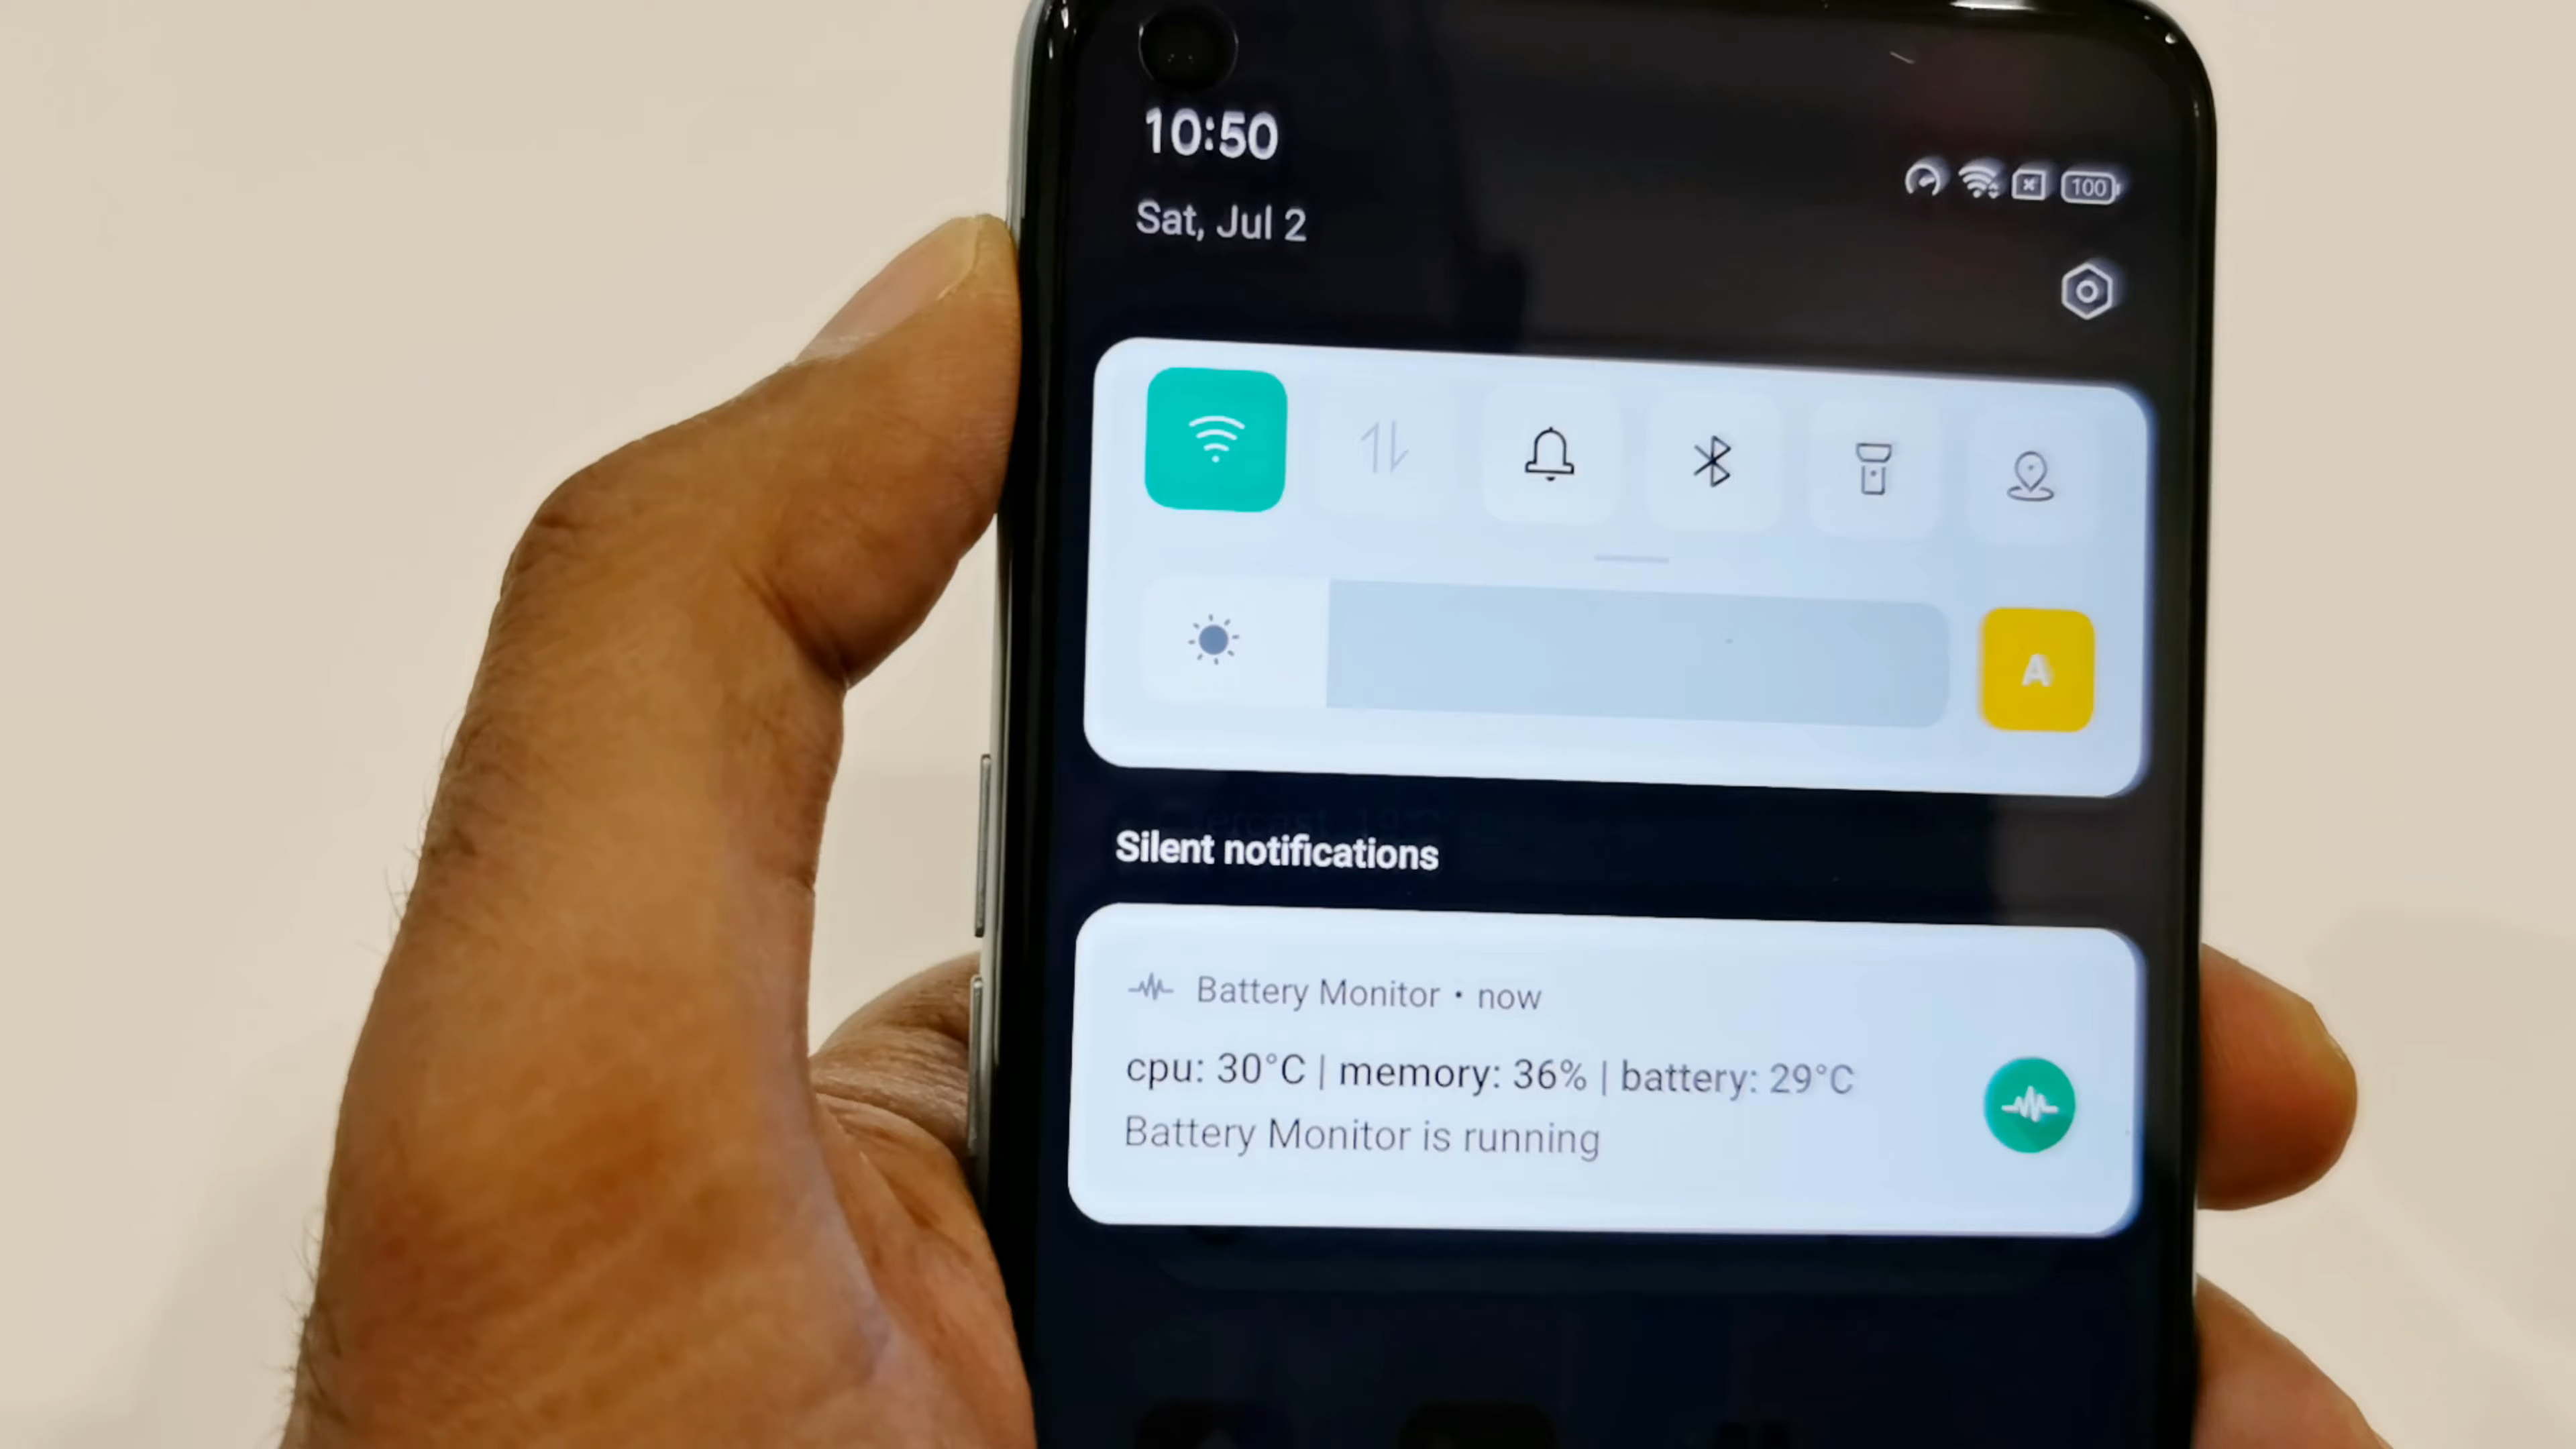 10:50
100
Sat, Jul 2
A
Silent notifications
Battery Monitor • now
cpu: 30°C | memory: 36% | battery: 29°C
Battery Monitor is running